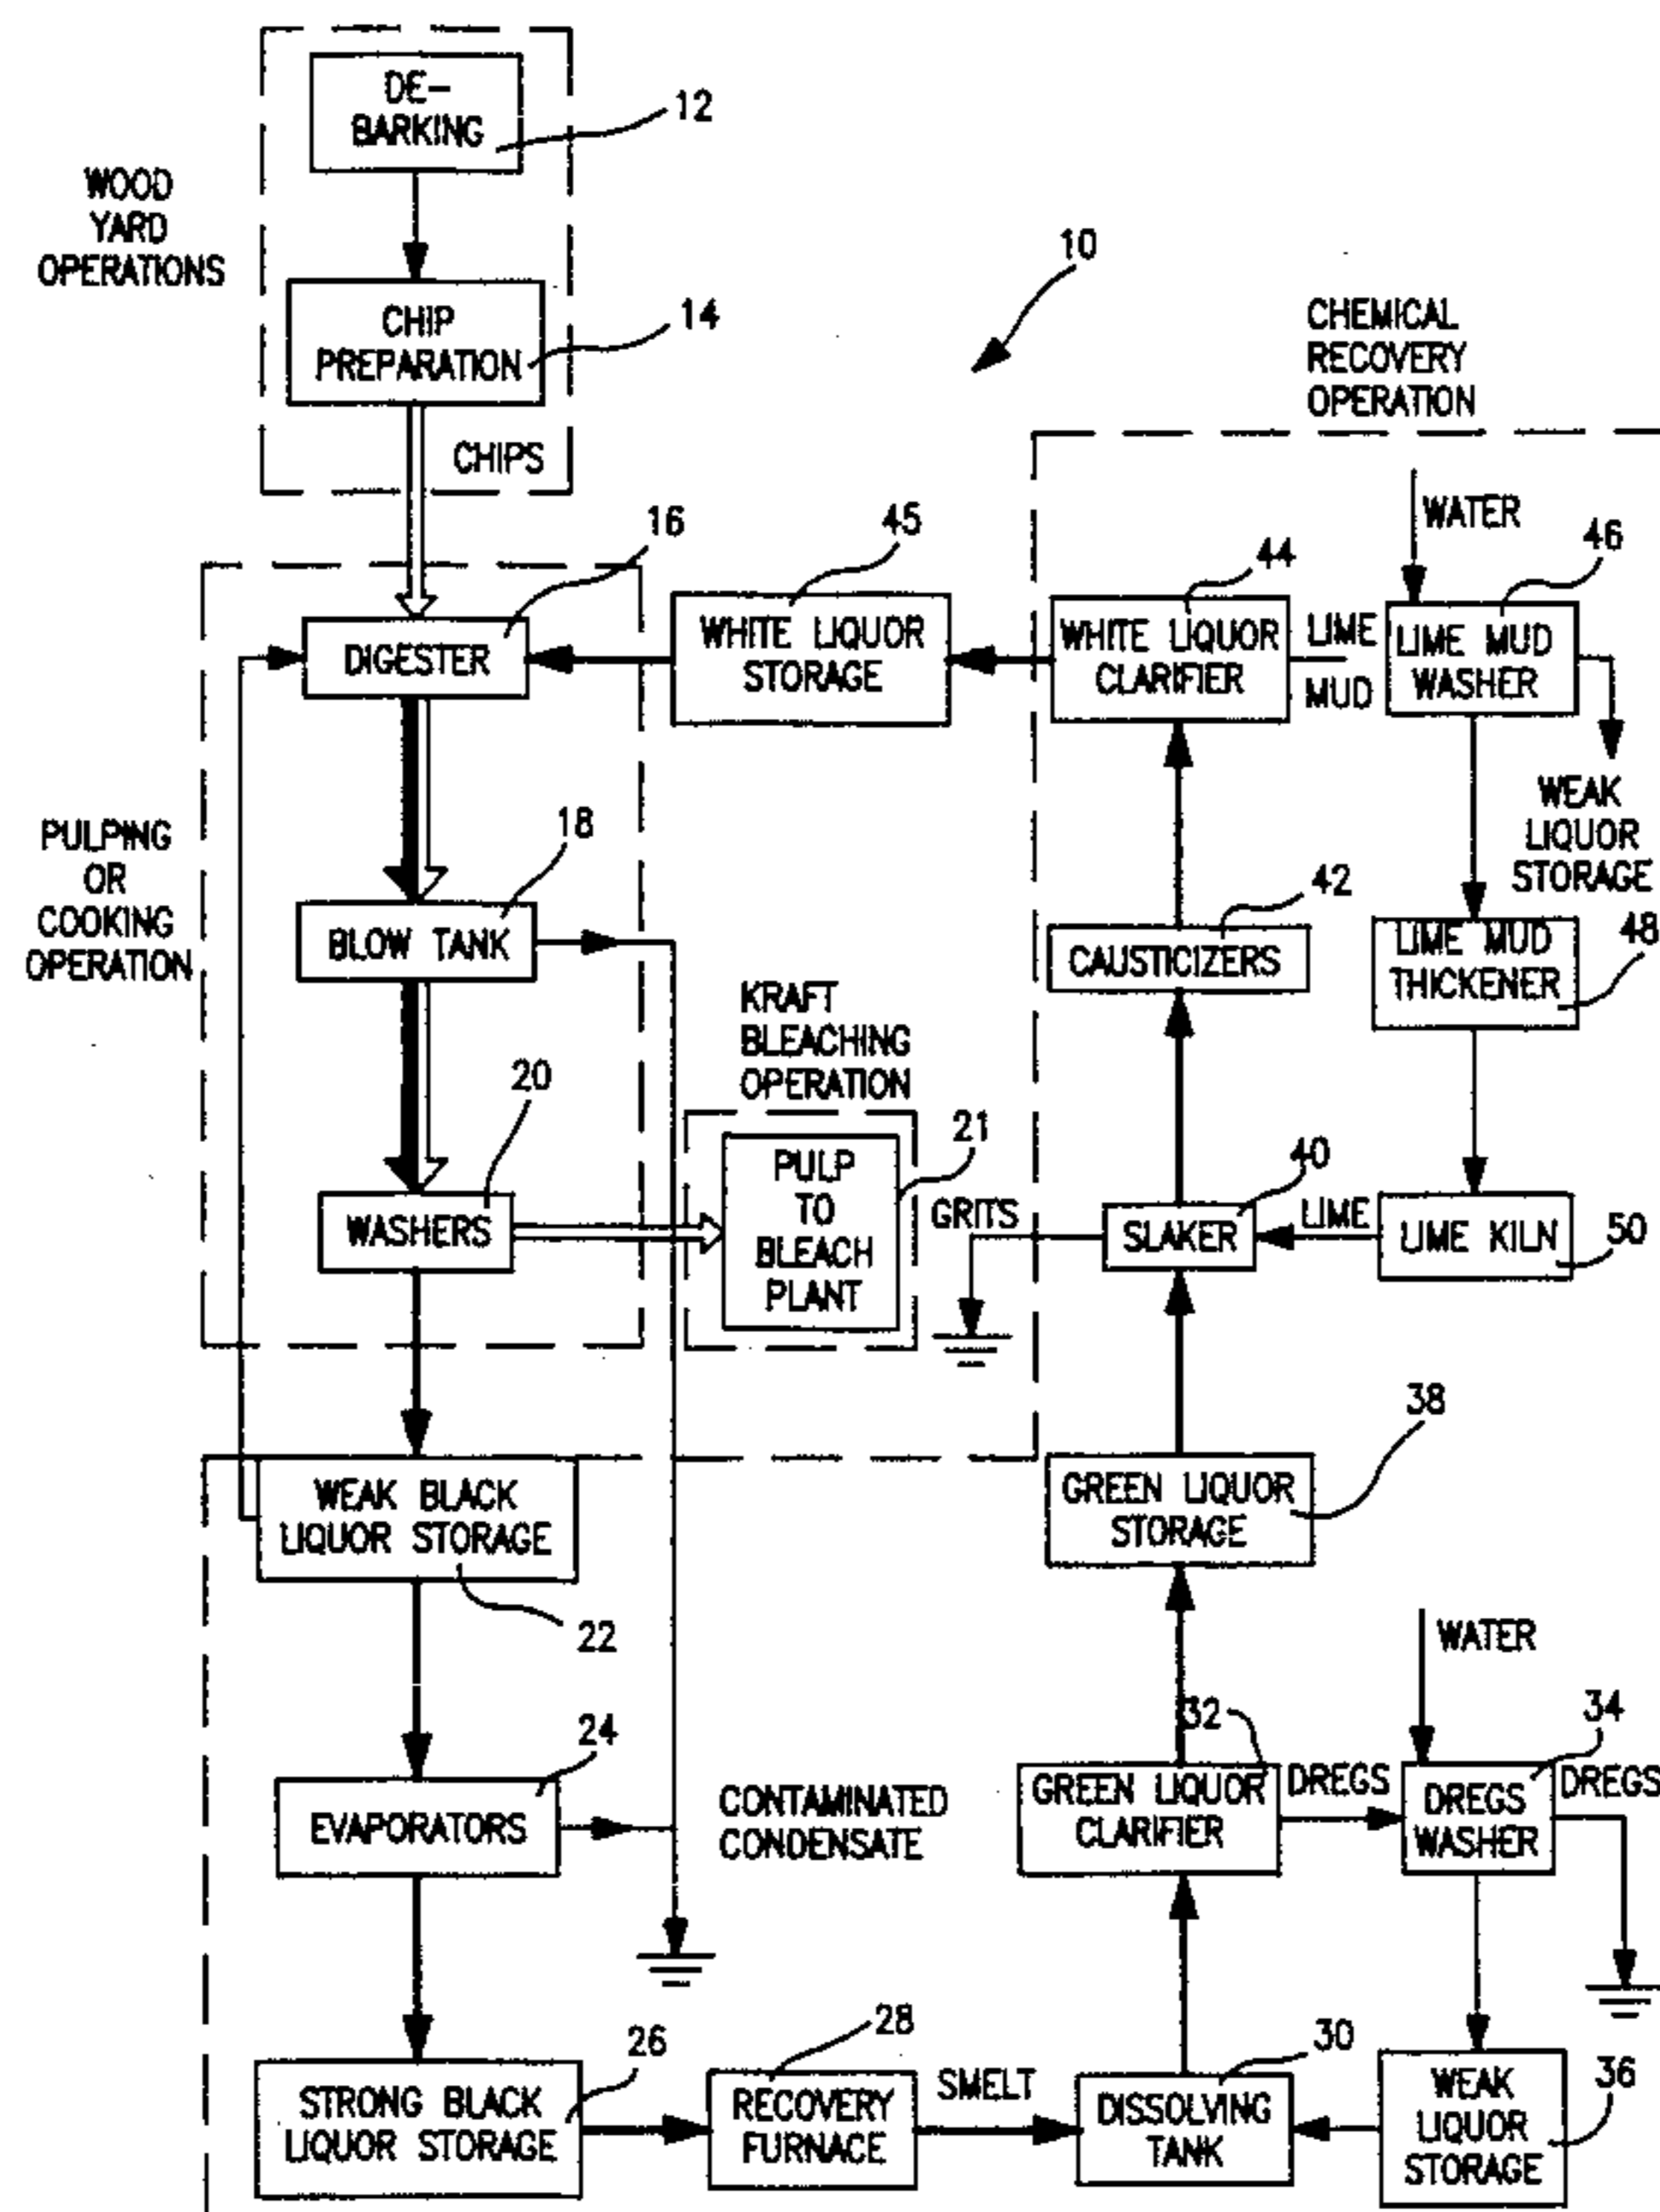 DE-
BARKING
12
WOOD
YARD
OPERATIONS
CHIP
PREPARATION
14
CHIPS
10
CHEMICAL
RECOVERY
OPERATION
16
DIGESTER
45
WHITE LIQUOR
STORAGE
44
WHITE LIQUOR
CLARIFIER
LIME
MUD
WATER
46
LIME MUD
WASHER
WEAK
LIQUOR
STORAGE
PULPING
OR
COOKING
OPERATION
18
BLOW TANK
42
CAUSTICIZERS
LIME MUD
THICKENER
48
KRAFT
BLEACHING
OPERATION
20
WASHERS
21
PULP
TO
BLEACH
PLANT
GRITS
40
SLAKER
LIME
LIME KILN
50
WEAK BLACK
LIQUOR STORAGE
22
38
GREEN LIQUOR
STORAGE
WATER
24
EVAPORATORS
CONTAMINATED
CONDENSATE
32
GREEN LIQUOR
CLARIFIER
DREGS
34
DREGS
WASHER
DREGS
26
STRONG BLACK
LIQUOR STORAGE
28
RECOVERY
FURNACE
SMELT
30
DISSOLVING
TANK
WEAK
LIQUOR
STORAGE
36